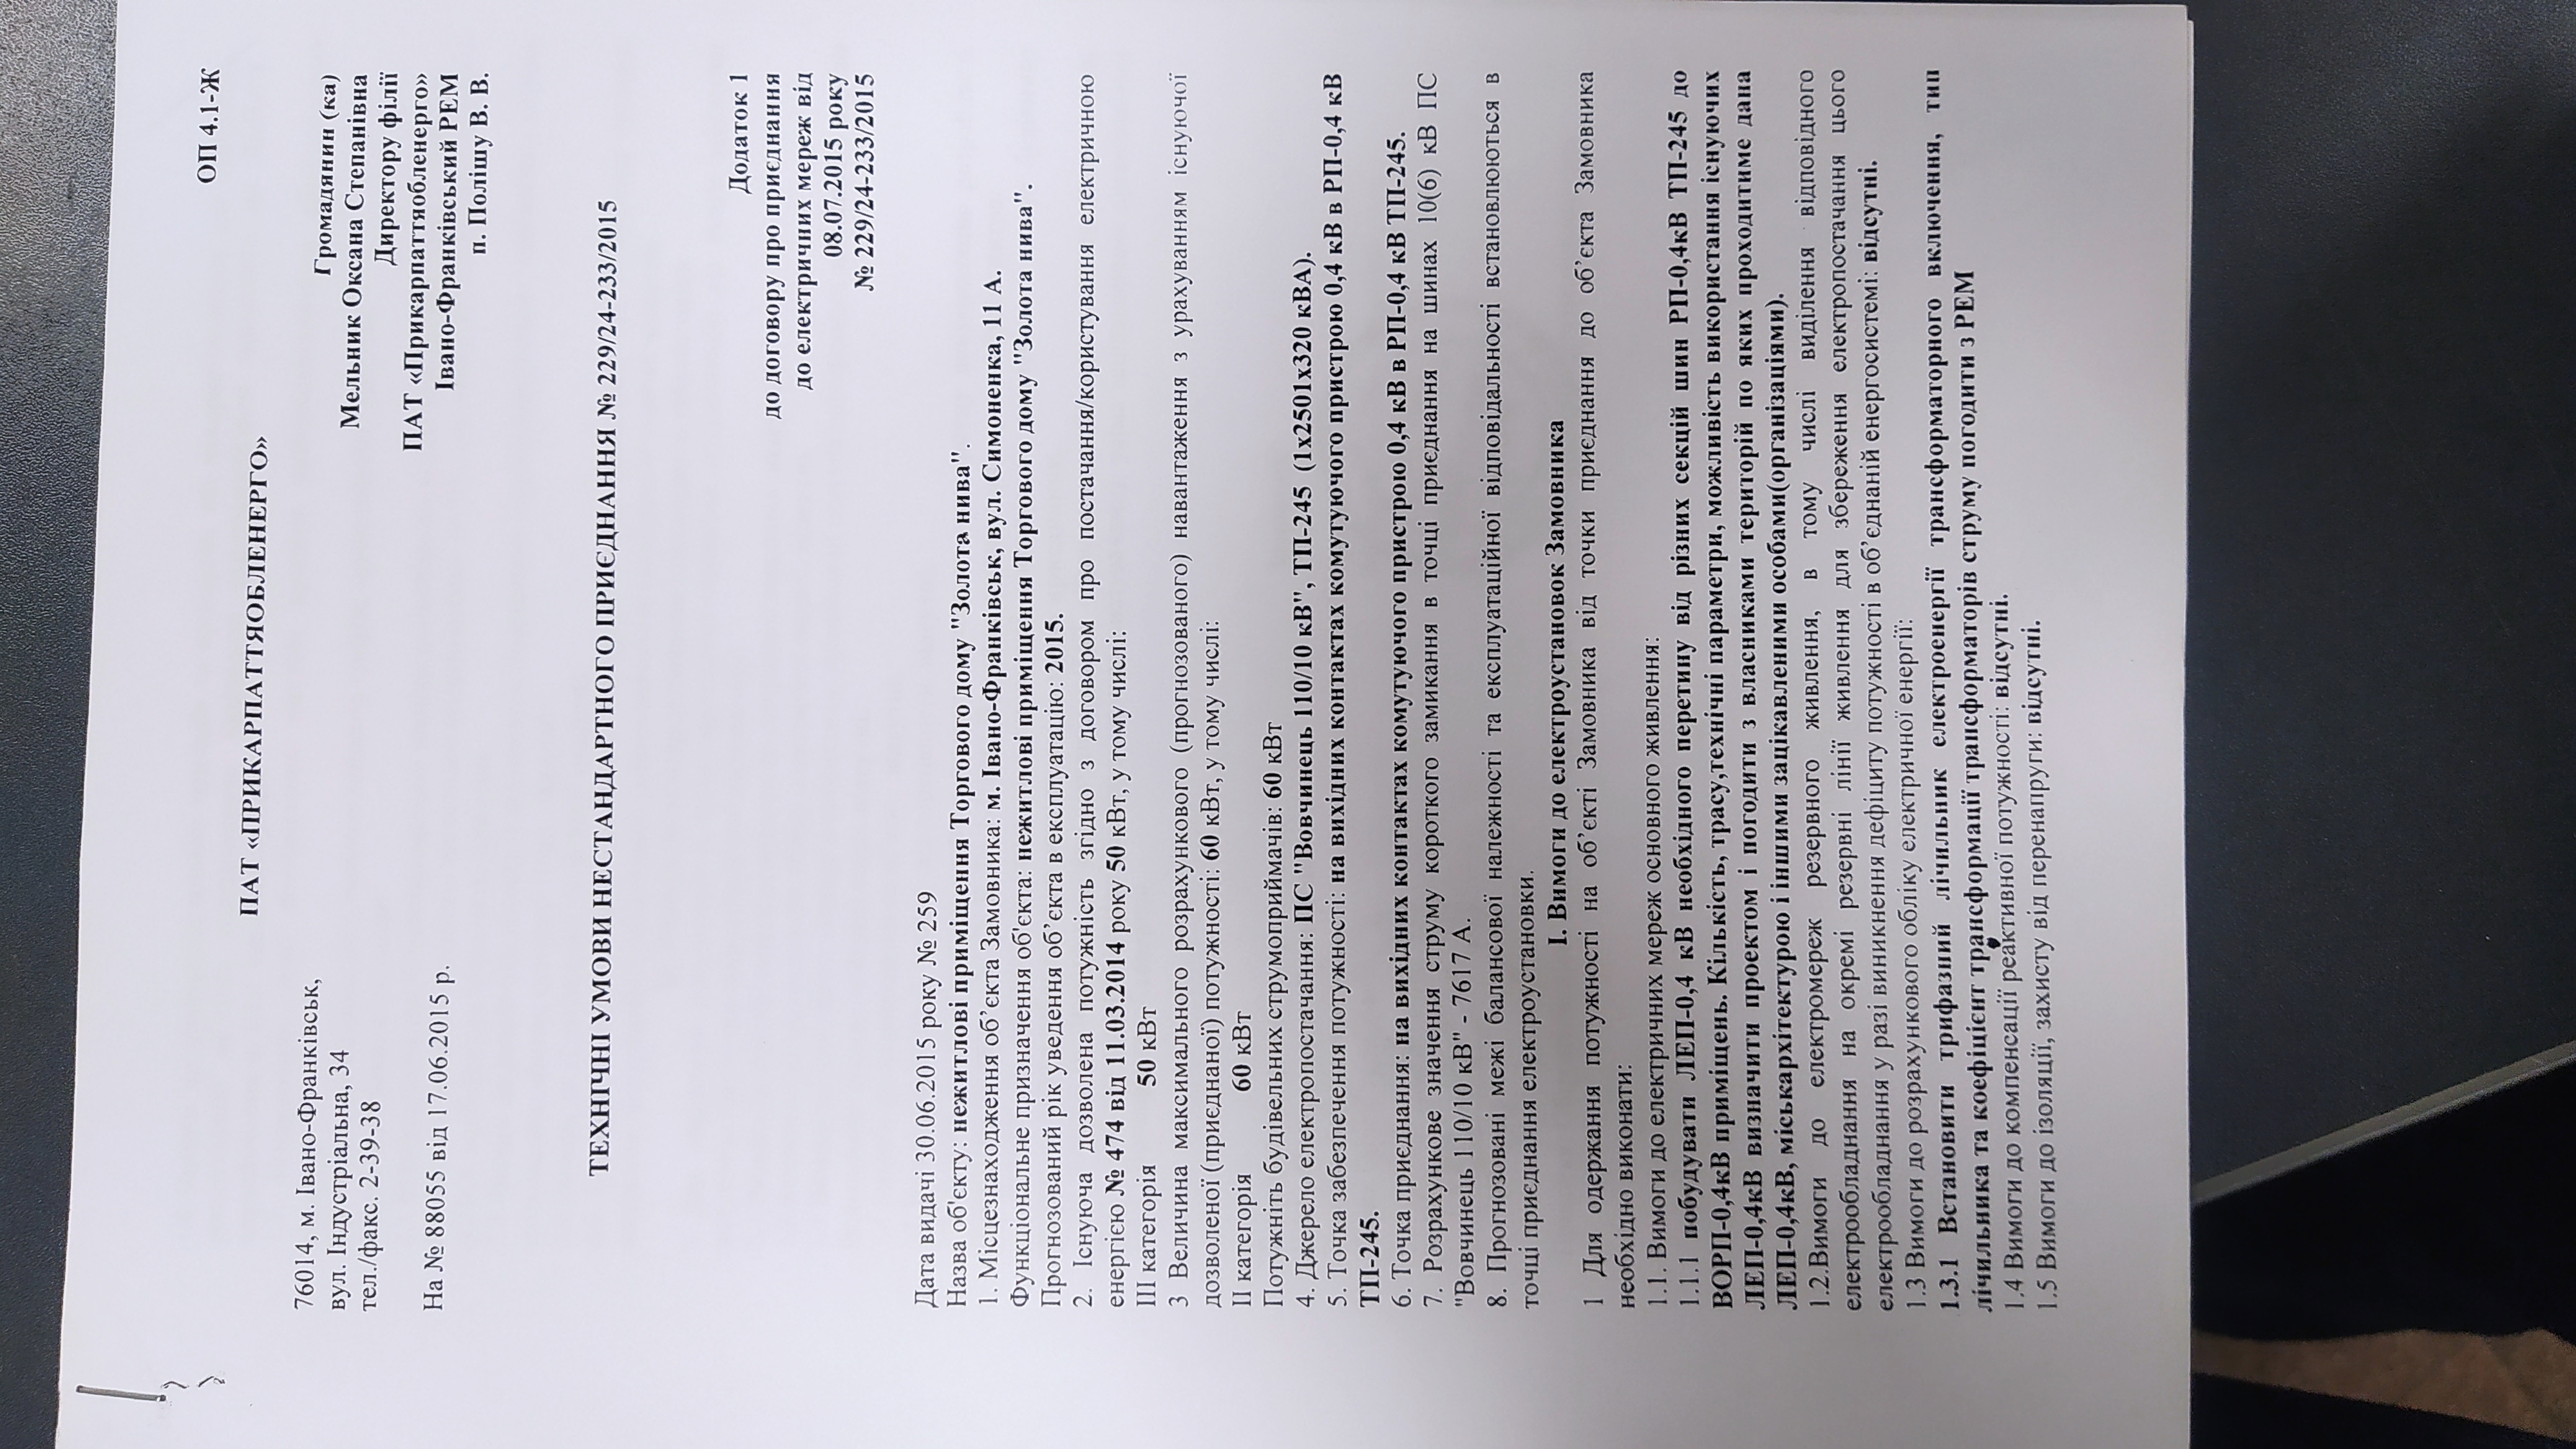 ОП 4.1-Ж
ПАТ «ПРИКАРПАТТЯОБЛЕНЕРГО»
76014, м. Івано-Франківськ,
вул. Індустріальна, 34
тел./факс. 2-39-38
Громадянин (ка)
Мельник Оксана Степанівна
Директору філії
ПАТ «Прикарпаттяобленерго»
Івано-Франківський РЕМ
п. Полішу В. В.
На № 88055 від 17.06.2015 р.
ТЕХНІЧНІ УМОВИ НЕСТАНДАРТНОГО ПРИЄДНАННЯ № 229/24-233/2015
Додаток 1
до договору про приєднання
до електричних мереж від
08.07.2015 року
№ 229/24-233/2015
Дата видачі 30.06.2015 року № 259
Назва об'єкту: нежитлові приміщення Торгового дому "Золота нива".
1. Місцезнаходження об’єкта Замовника: м. Івано-Франківськ, вул. Симоненка, 11 А.
Функціональне призначення об'єкта: нежитлові приміщення Торгового дому "Золота нива".
Прогнозований рік уведення об’єкта в експлуатацію: 2015.
2. Існуюча дозволена потужність згідно з договором про постачання/користування електричною
енергією № 474 від 11.03.2014 року 50 кВт, у тому числі:
ІІІ категорія 50 кВт
3 Величина максимального розрахункового (прогнозованого) навантаження з урахуванням існуючої
дозволеної (приєднаної) потужності: 60 кВт, у тому числі:
ІІ категорія 60 кВт
Потужніть будівельних струмоприймачів: 60 кВт
4. Джерело електропостачання: ПС "Вовчинець 110/10 кВ", ТП-245 (1х2501х320 кВА).
5. Точка забезпечення потужності: на вихідних контактах комутуючого пристрою 0,4 кВ в РП-0,4 кВ
ТП-245.
6. Точка приєднання: на вихідних контактах комутуючого пристрою 0,4 кВ в РП-0,4 кВ ТП-245.
7. Розрахункове значення струму короткого замикання в точці приєднання на шинах 10(6) кВ ПС
"Вовчинець 110/10 кВ" - 7617 А.
8. Прогнозовані межі балансової належності та експлуатаційної відповідальності встановлюються в
точці приєднання електроустановки.
І. Вимоги до електроустановок Замовника
1 Для одержання потужності на об’єкті Замовника від точки приєднання до об’єкта Замовника
необхідно виконати:
1.1. Вимоги до електричних мереж основного живлення:
1.1.1 побудувати ЛЕП-0,4 кВ необхідного перетину від різних секцій шин РП-0,4кВ ТП-245 до
ВОРП-0,4кВ приміщень. Кількість, трасу,технічні параметри, можливість використання існуючих
ЛЕП-0,4кВ визначити проектом і погодити з власниками територій по яких проходитиме дана
ЛЕП-0,4кВ, міськархітектурою і іншими зацікавленими особами(організаціями).
1.2.Вимоги до електромереж резервного живлення, в тому числі виділення відповідного
електрообладнання на окремі резервні лінії живлення для збереження електропостачання цього
електрообладнання у разі виникнення дефіциту потужності в об’єднаній енергосистемі: відсутні.
1.3 Вимоги до розрахункового обліку електричної енергії:
1.3.1 Встановити трифазний лічильник електроенергії трансформаторного включення, тип
лічильника та коефіцієнт трансформації трансформаторів струму погодити з РЕМ
1.4 Вимоги до компенсації реактивної потужності: відсутні.
1.5 Вимоги до ізоляції, захисту від перенапруги: відсутні.